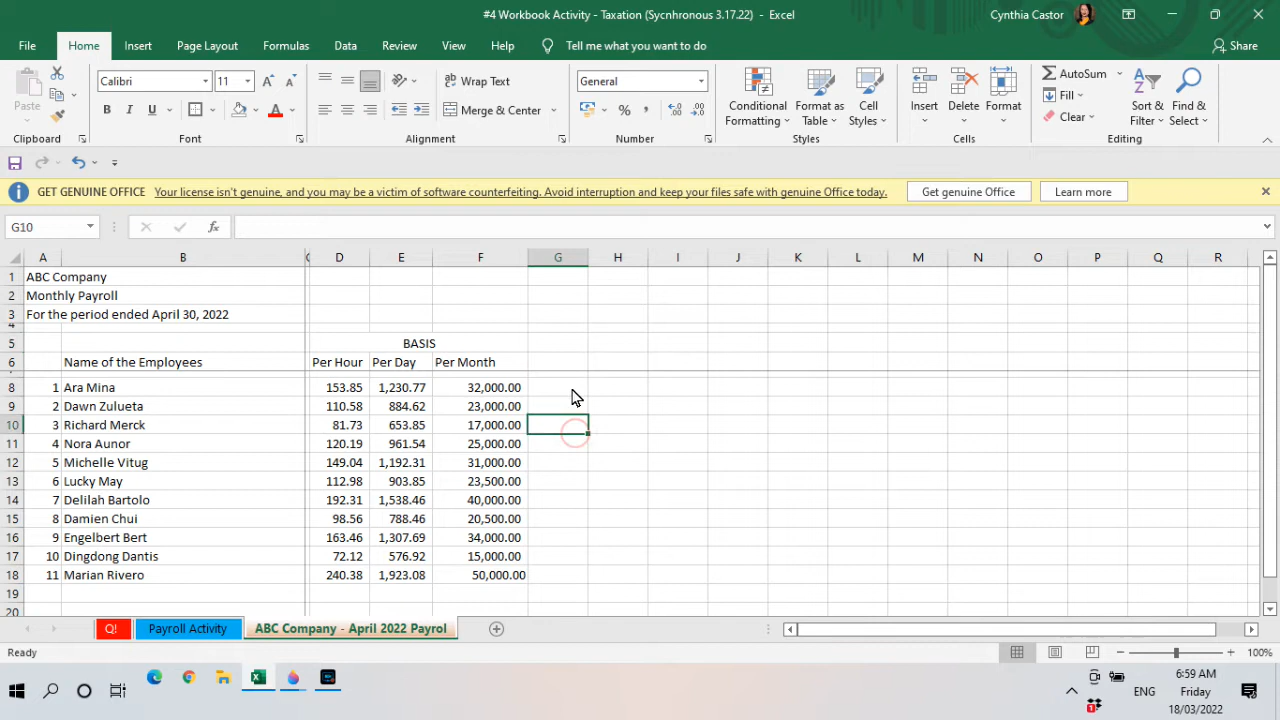 #4 Workbook Activity - Taxation (Sycnhronous 3.17.22) - Excel
Cynthia Castor
File Home Insert Page Layout Formulas Data Review View Help Tell me what you want to do Share
Paste
Clipboard
Calibri 11
B I U A
Font
Wrap Text
Merge & Center
Alignment
General
% ,
Number
Conditional Formatting
Format as Table
Cell Styles
Styles
Insert Delete Format
Cells
AutoSum
Fill
Clear
Sort & Filter
Find & Select
Editing
GET GENUINE OFFICE Your license isn't genuine, and you may be a victim of software counterfeiting. Avoid interruption and keep your files safe with genuine Office today. Get genuine Office Learn more
G10 fx
A B C D E F G H I J K L M N O P Q R
1 ABC Company
2 Monthly Payroll
3 For the period ended April 30, 2022
4
5 BASIS
6 Name of the Employees Per Hour Per Day Per Month
8 1 Ara Mina 153.85 1,230.77 32,000.00
9 2 Dawn Zulueta 110.58 884.62 23,000.00
10 3 Richard Merck 81.73 653.85 17,000.00
11 4 Nora Aunor 120.19 961.54 25,000.00
12 5 Michelle Vitug 149.04 1,192.31 31,000.00
13 6 Lucky May 112.98 903.85 23,500.00
14 7 Delilah Bartolo 192.31 1,538.46 40,000.00
15 8 Damien Chui 98.56 788.46 20,500.00
16 9 Engelbert Bert 163.46 1,307.69 34,000.00
17 10 Dingdong Dantis 72.12 576.92 15,000.00
18 11 Marian Rivero 240.38 1,923.08 50,000.00
19
20
Q! Payroll Activity ABC Company - April 2022 Payrol
Ready 100%
6:59 AM
ENG Friday
18/03/2022